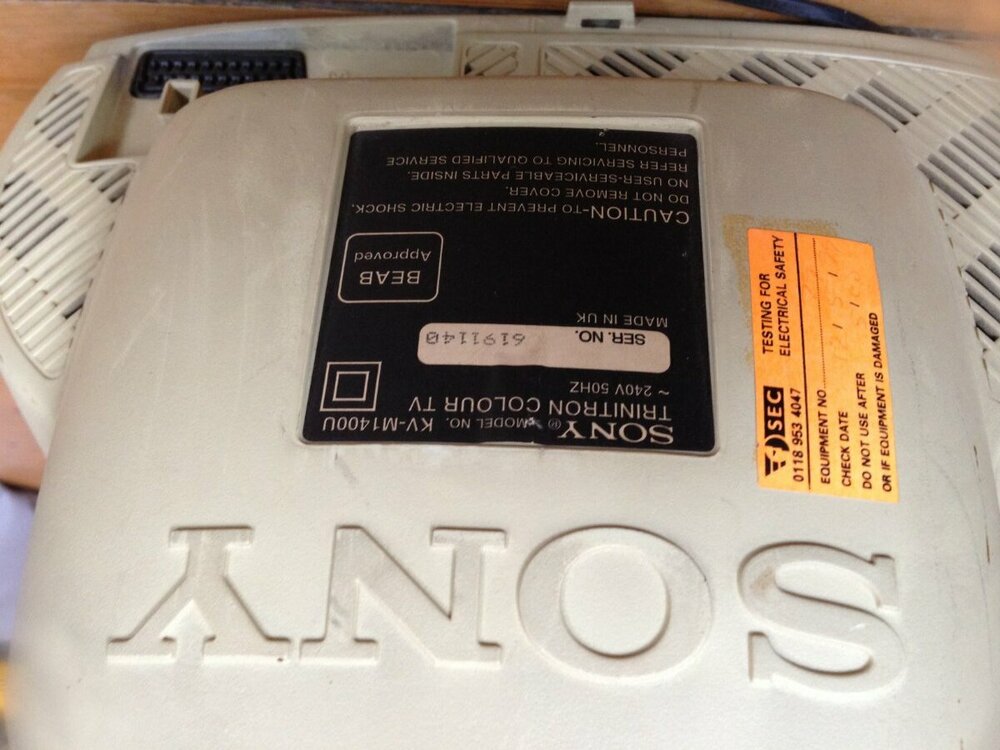 SONY® MODEL NO. KV-M1400U
TRINITRON COLOUR TV
~ 240V 50HZ
SER. NO. 6191140
MADE IN UK
BEAB
Approved
CAUTION-TO PREVENT ELECTRIC SHOCK,
DO NOT REMOVE COVER.
NO USER-SERVICEABLE PARTS INSIDE.
REFER SERVICING TO QUALIFIED SERVICE
PERSONNEL.
SEC
0118 953 4047
TESTING FOR
ELECTRICAL SAFETY
EQUIPMENT NO
CHECK DATE
DO NOT USE AFTER
OR IF EQUIPMENT IS DAMAGED
SONY